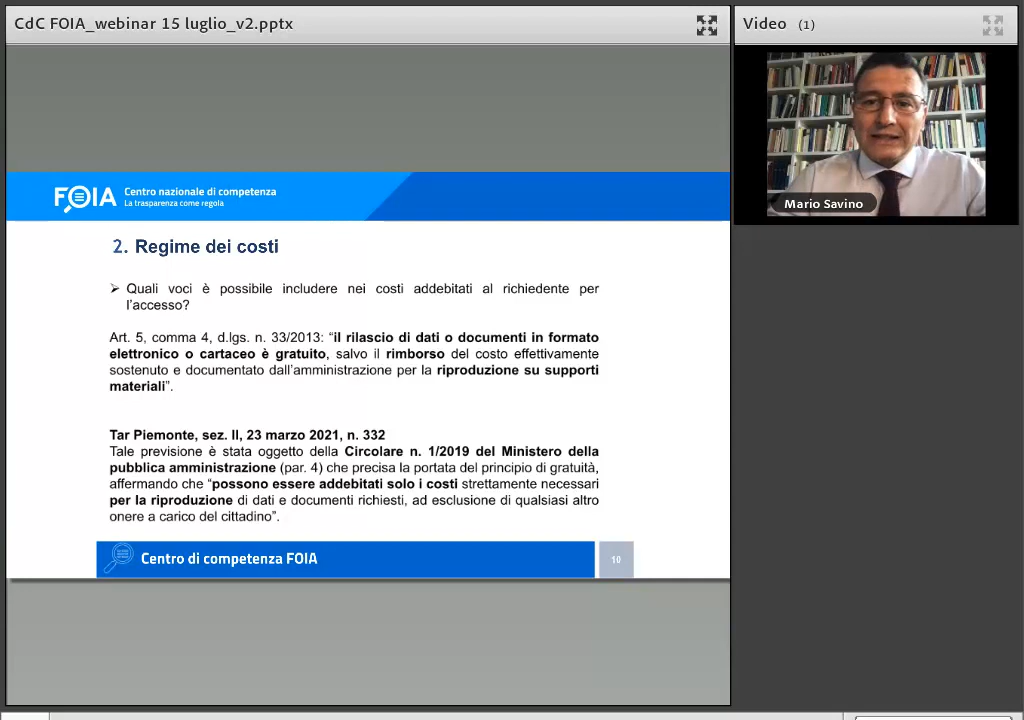 CdC FOIA_webinar 15 luglio_v2.pptx
Video (1)
Mario Savino
FOIA Centro nazionale di competenza
La trasparenza come regola
2. Regime dei costi
➢ Quali voci è possibile includere nei costi addebitati al richiedente per
l'accesso?
Art. 5, comma 4, d.lgs. n. 33/2013: “il rilascio di dati o documenti in formato
elettronico o cartaceo è gratuito, salvo il rimborso del costo effettivamente
sostenuto e documentato dall'amministrazione per la riproduzione su supporti
materiali”.
Tar Piemonte, sez. II, 23 marzo 2021, n. 332
Tale previsione è stata oggetto della Circolare n. 1/2019 del Ministero della
pubblica amministrazione (par. 4) che precisa la portata del principio di gratuità,
affermando che “possono essere addebitati solo i costi strettamente necessari
per la riproduzione di dati e documenti richiesti, ad esclusione di qualsiasi altro
onere a carico del cittadino”.
Centro di competenza FOIA
10